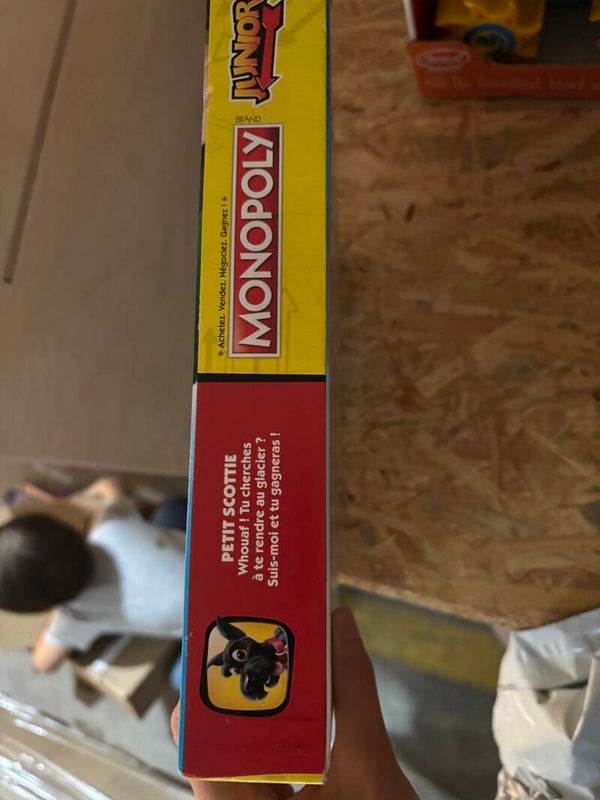 PETIT SCOTTIE
Whouaf ! Tu cherches
à te rendre au glacier ?
Suis-moi et tu gagneras !
✦ Achetez. Vendez. Négociez. Gagnez ! ✦
MONOPOLY
BRAND
JUNIOR